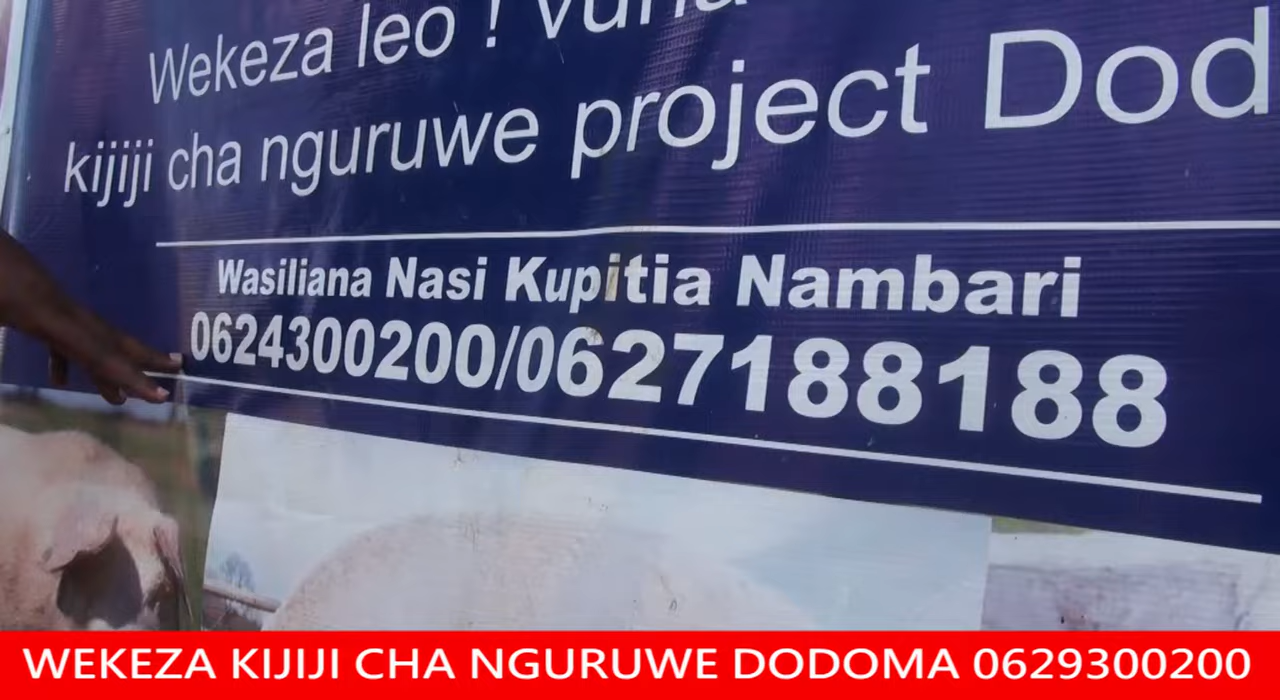 Wekeza leo ! Vuna
kijiji cha nguruwe project Dod
Wasiliana Nasi Kupitia Nambari
0624300200/0627188188
WEKEZA KIJIJI CHA NGURUWE DODOMA 0629300200